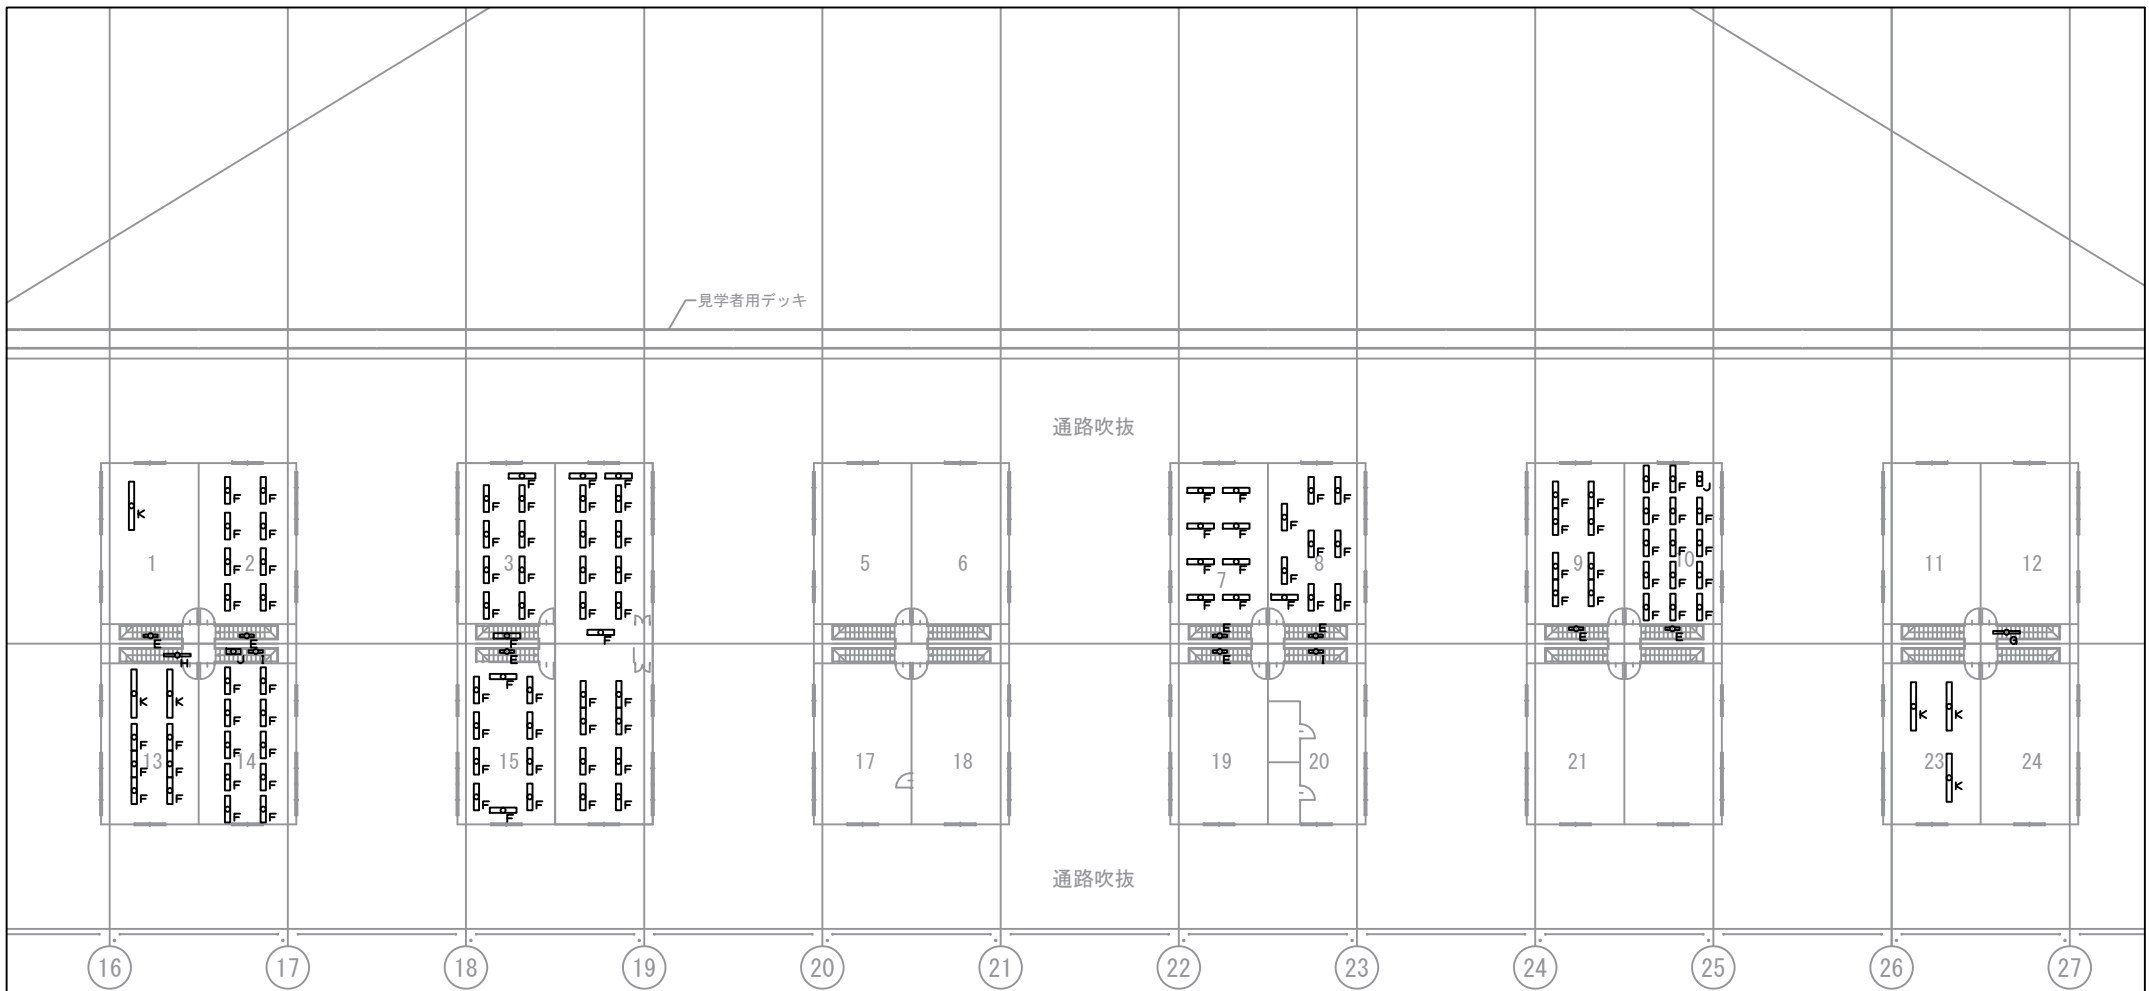 見学者用デッキ
通路吹抜
F F F F F F F F F F J
K F F F F F F F F F F F F F F F F F
F F F F F F F F F F F F F F F F F
1 2 3 5 6 7 8 9 10 11 12
F F F F F F F F F F F F F F F F F
F F F F F F F F F F F F F F F F F
E E F F E E E E G
H J I E E I
F F F F F F K K
K K F F F F F F F
F F F F F F F F
13 14 15 17 18 19 20 21 23 24
F F F F F F F F K
F F F F F F F F F
通路吹抜
16 17 18 19 20 21 22 23 24 25 26 27